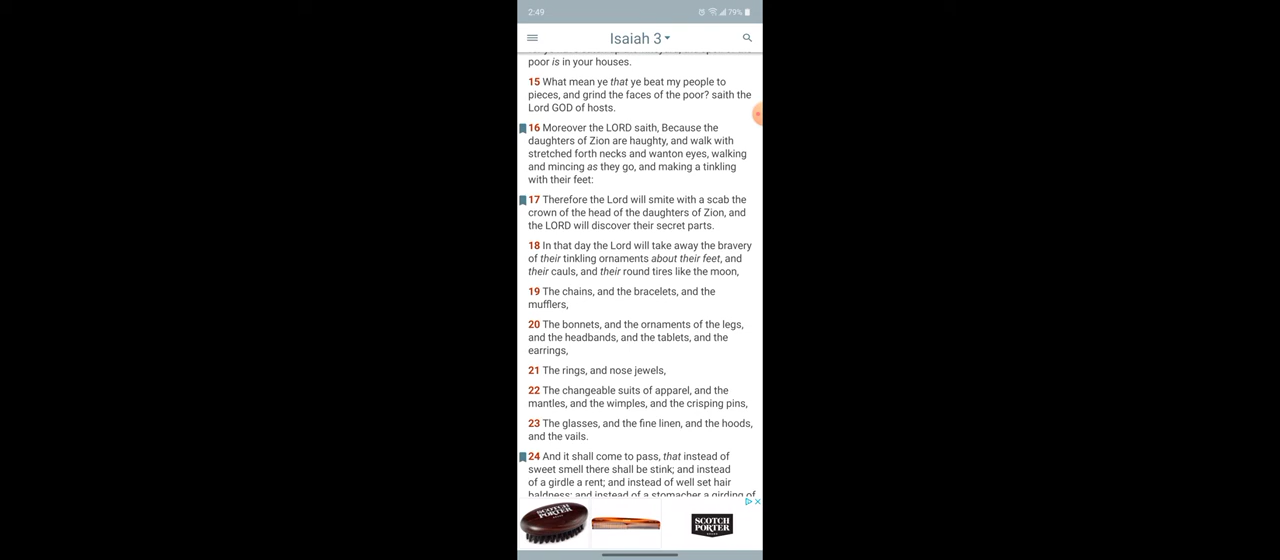 2:49
79%
Isaiah 3
poor is in your houses.
15 What mean ye that ye beat my people to
pieces, and grind the faces of the poor? saith the
Lord GOD of hosts.
16 Moreover the LORD saith, Because the
daughters of Zion are haughty, and walk with
stretched forth necks and wanton eyes, walking
and mincing as they go, and making a tinkling
with their feet:
17 Therefore the Lord will smite with a scab the
crown of the head of the daughters of Zion, and
the LORD will discover their secret parts.
18 In that day the Lord will take away the bravery
of their tinkling ornaments about their feet, and
their cauls, and their round tires like the moon,
19 The chains, and the bracelets, and the
mufflers,
20 The bonnets, and the ornaments of the legs,
and the headbands, and the tablets, and the
earrings,
21 The rings, and nose jewels,
22 The changeable suits of apparel, and the
mantles, and the wimples, and the crisping pins,
23 The glasses, and the fine linen, and the hoods,
and the vails.
24 And it shall come to pass, that instead of
sweet smell there shall be stink; and instead
of a girdle a rent; and instead of well set hair
baldness; and instead of a stomacher a girding of
SCOTCH
PORTER
SCOTCH
PORTER